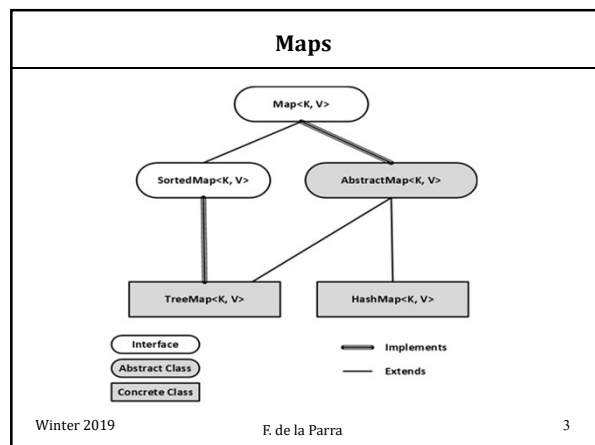 Maps
Map<K, V>
SortedMap<K, V>
AbstractMap<K, V>
TreeMap<K, V>
HashMap<K, V>
Interface
Implements
Abstract Class
Extends
Concrete Class
Winter 2019
F. de la Parra
3